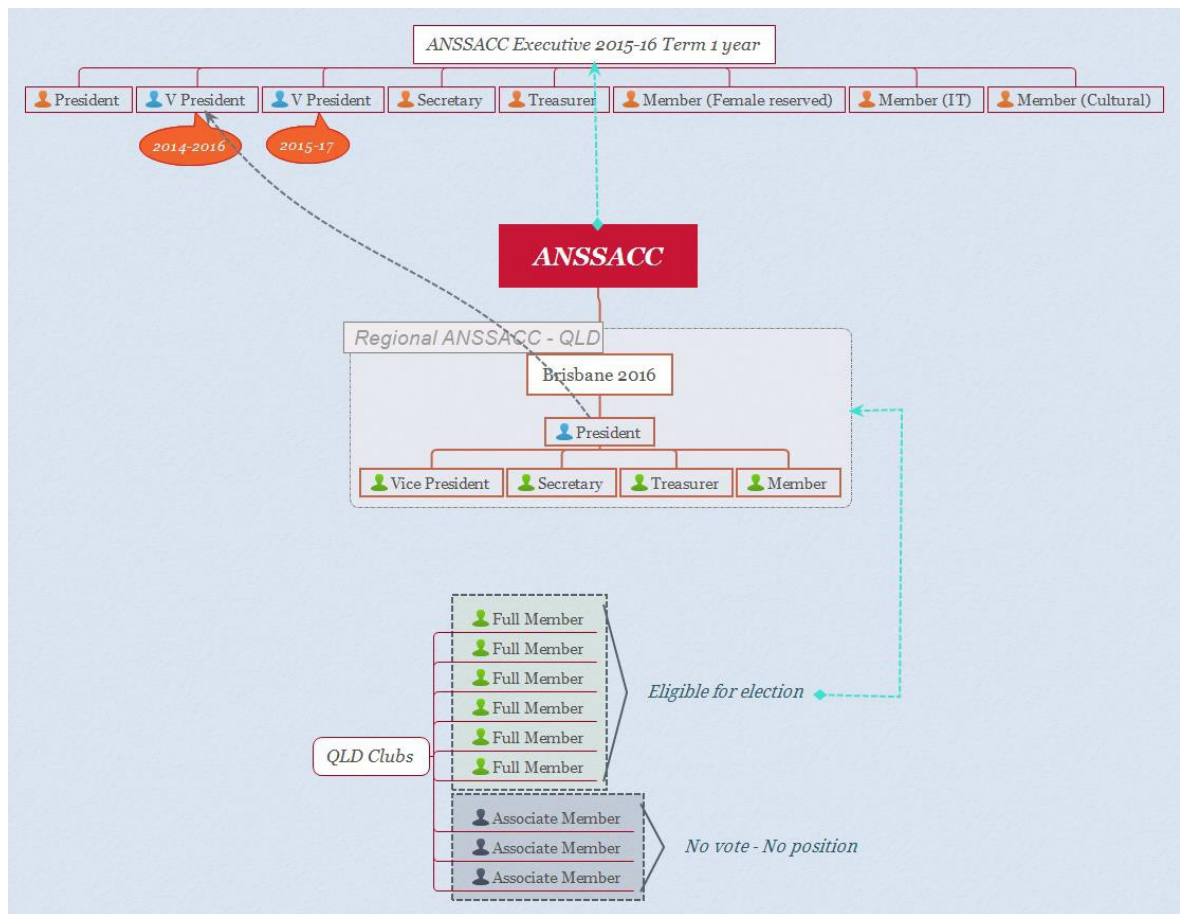 ANSSACC Executive 2015-16 Term 1 year
President
V President
V President
Secretary
Treasurer
Member (Female reserved)
Member (IT)
Member (Cultural)
2014-2016
2015-17
ANSSACC
Regional ANSSACC - QLD
Brisbane 2016
President
Vice President
Secretary
Treasurer
Member
QLD Clubs
Full Member
Full Member
Full Member
Full Member
Full Member
Full Member
Eligible for election
Associate Member
Associate Member
Associate Member
No vote - No position